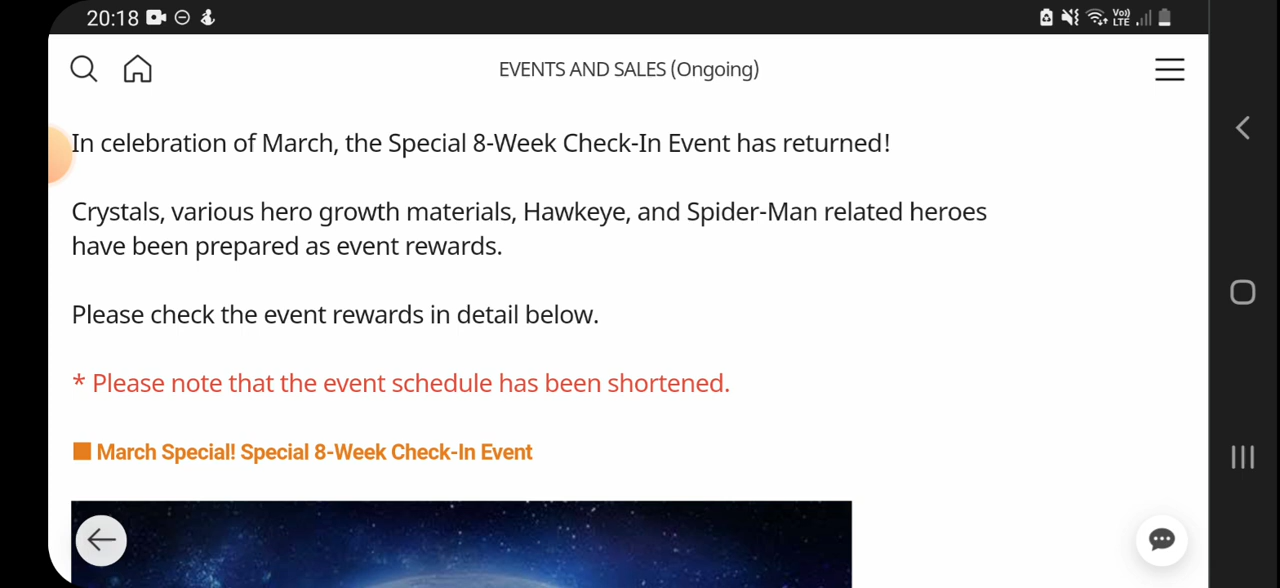 20:18
Vo)) LTE
EVENTS AND SALES (Ongoing)
In celebration of March, the Special 8-Week Check-In Event has returned!
Crystals, various hero growth materials, Hawkeye, and Spider-Man related heroes
have been prepared as event rewards.
Please check the event rewards in detail below.
* Please note that the event schedule has been shortened.
■ March Special! Special 8-Week Check-In Event